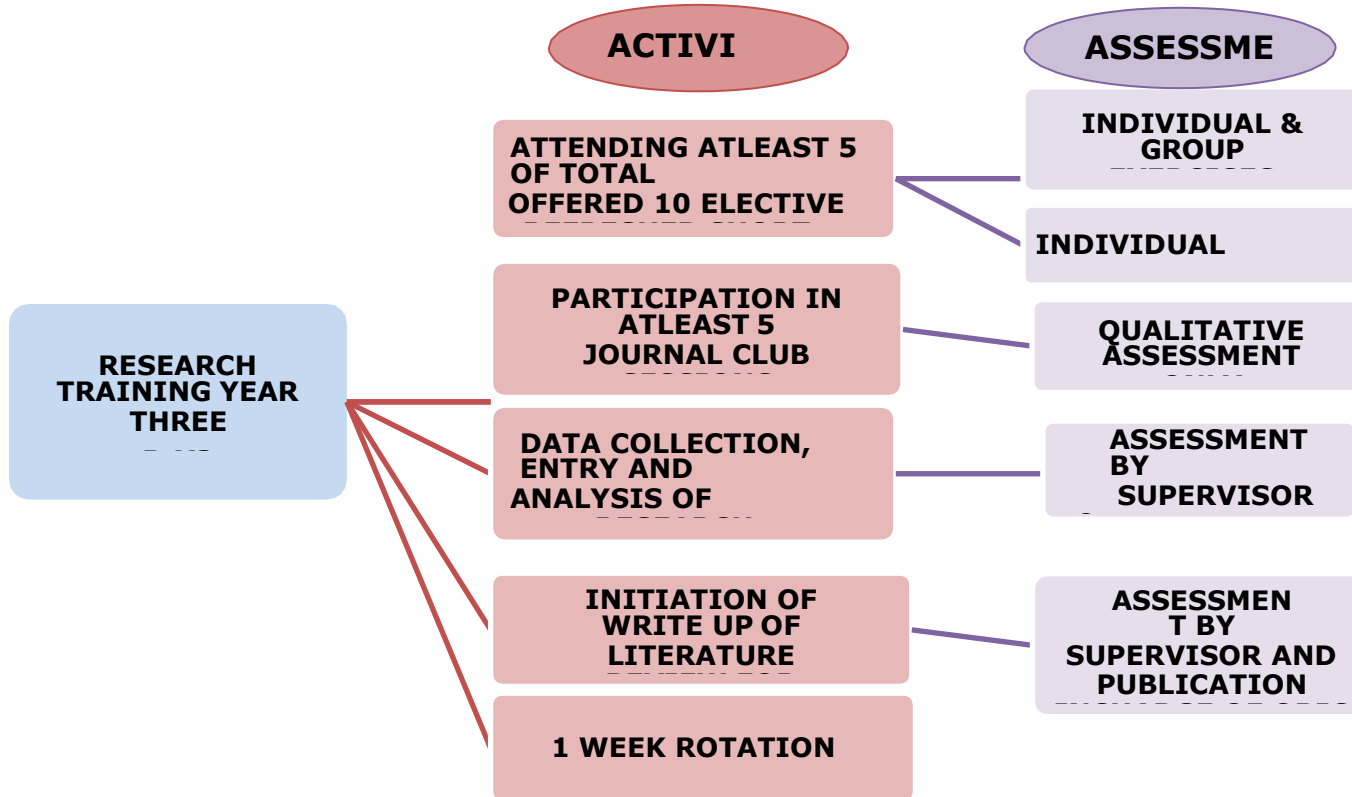 ACTIVI
ASSESSME
RESEARCH
TRAINING YEAR
THREE
ATTENDING ATLEAST 5
OF TOTAL
OFFERED 10 ELECTIVE
INDIVIDUAL &
GROUP
INDIVIDUAL
PARTICIPATION IN
ATLEAST 5
JOURNAL CLUB
QUALITATIVE
ASSESSMENT
DATA COLLECTION,
ENTRY AND
ANALYSIS OF
ASSESSMENT
BY
SUPERVISOR
INITIATION OF
WRITE UP OF
LITERATURE
ASSESSMEN
T BY
SUPERVISOR AND
PUBLICATION
1 WEEK ROTATION